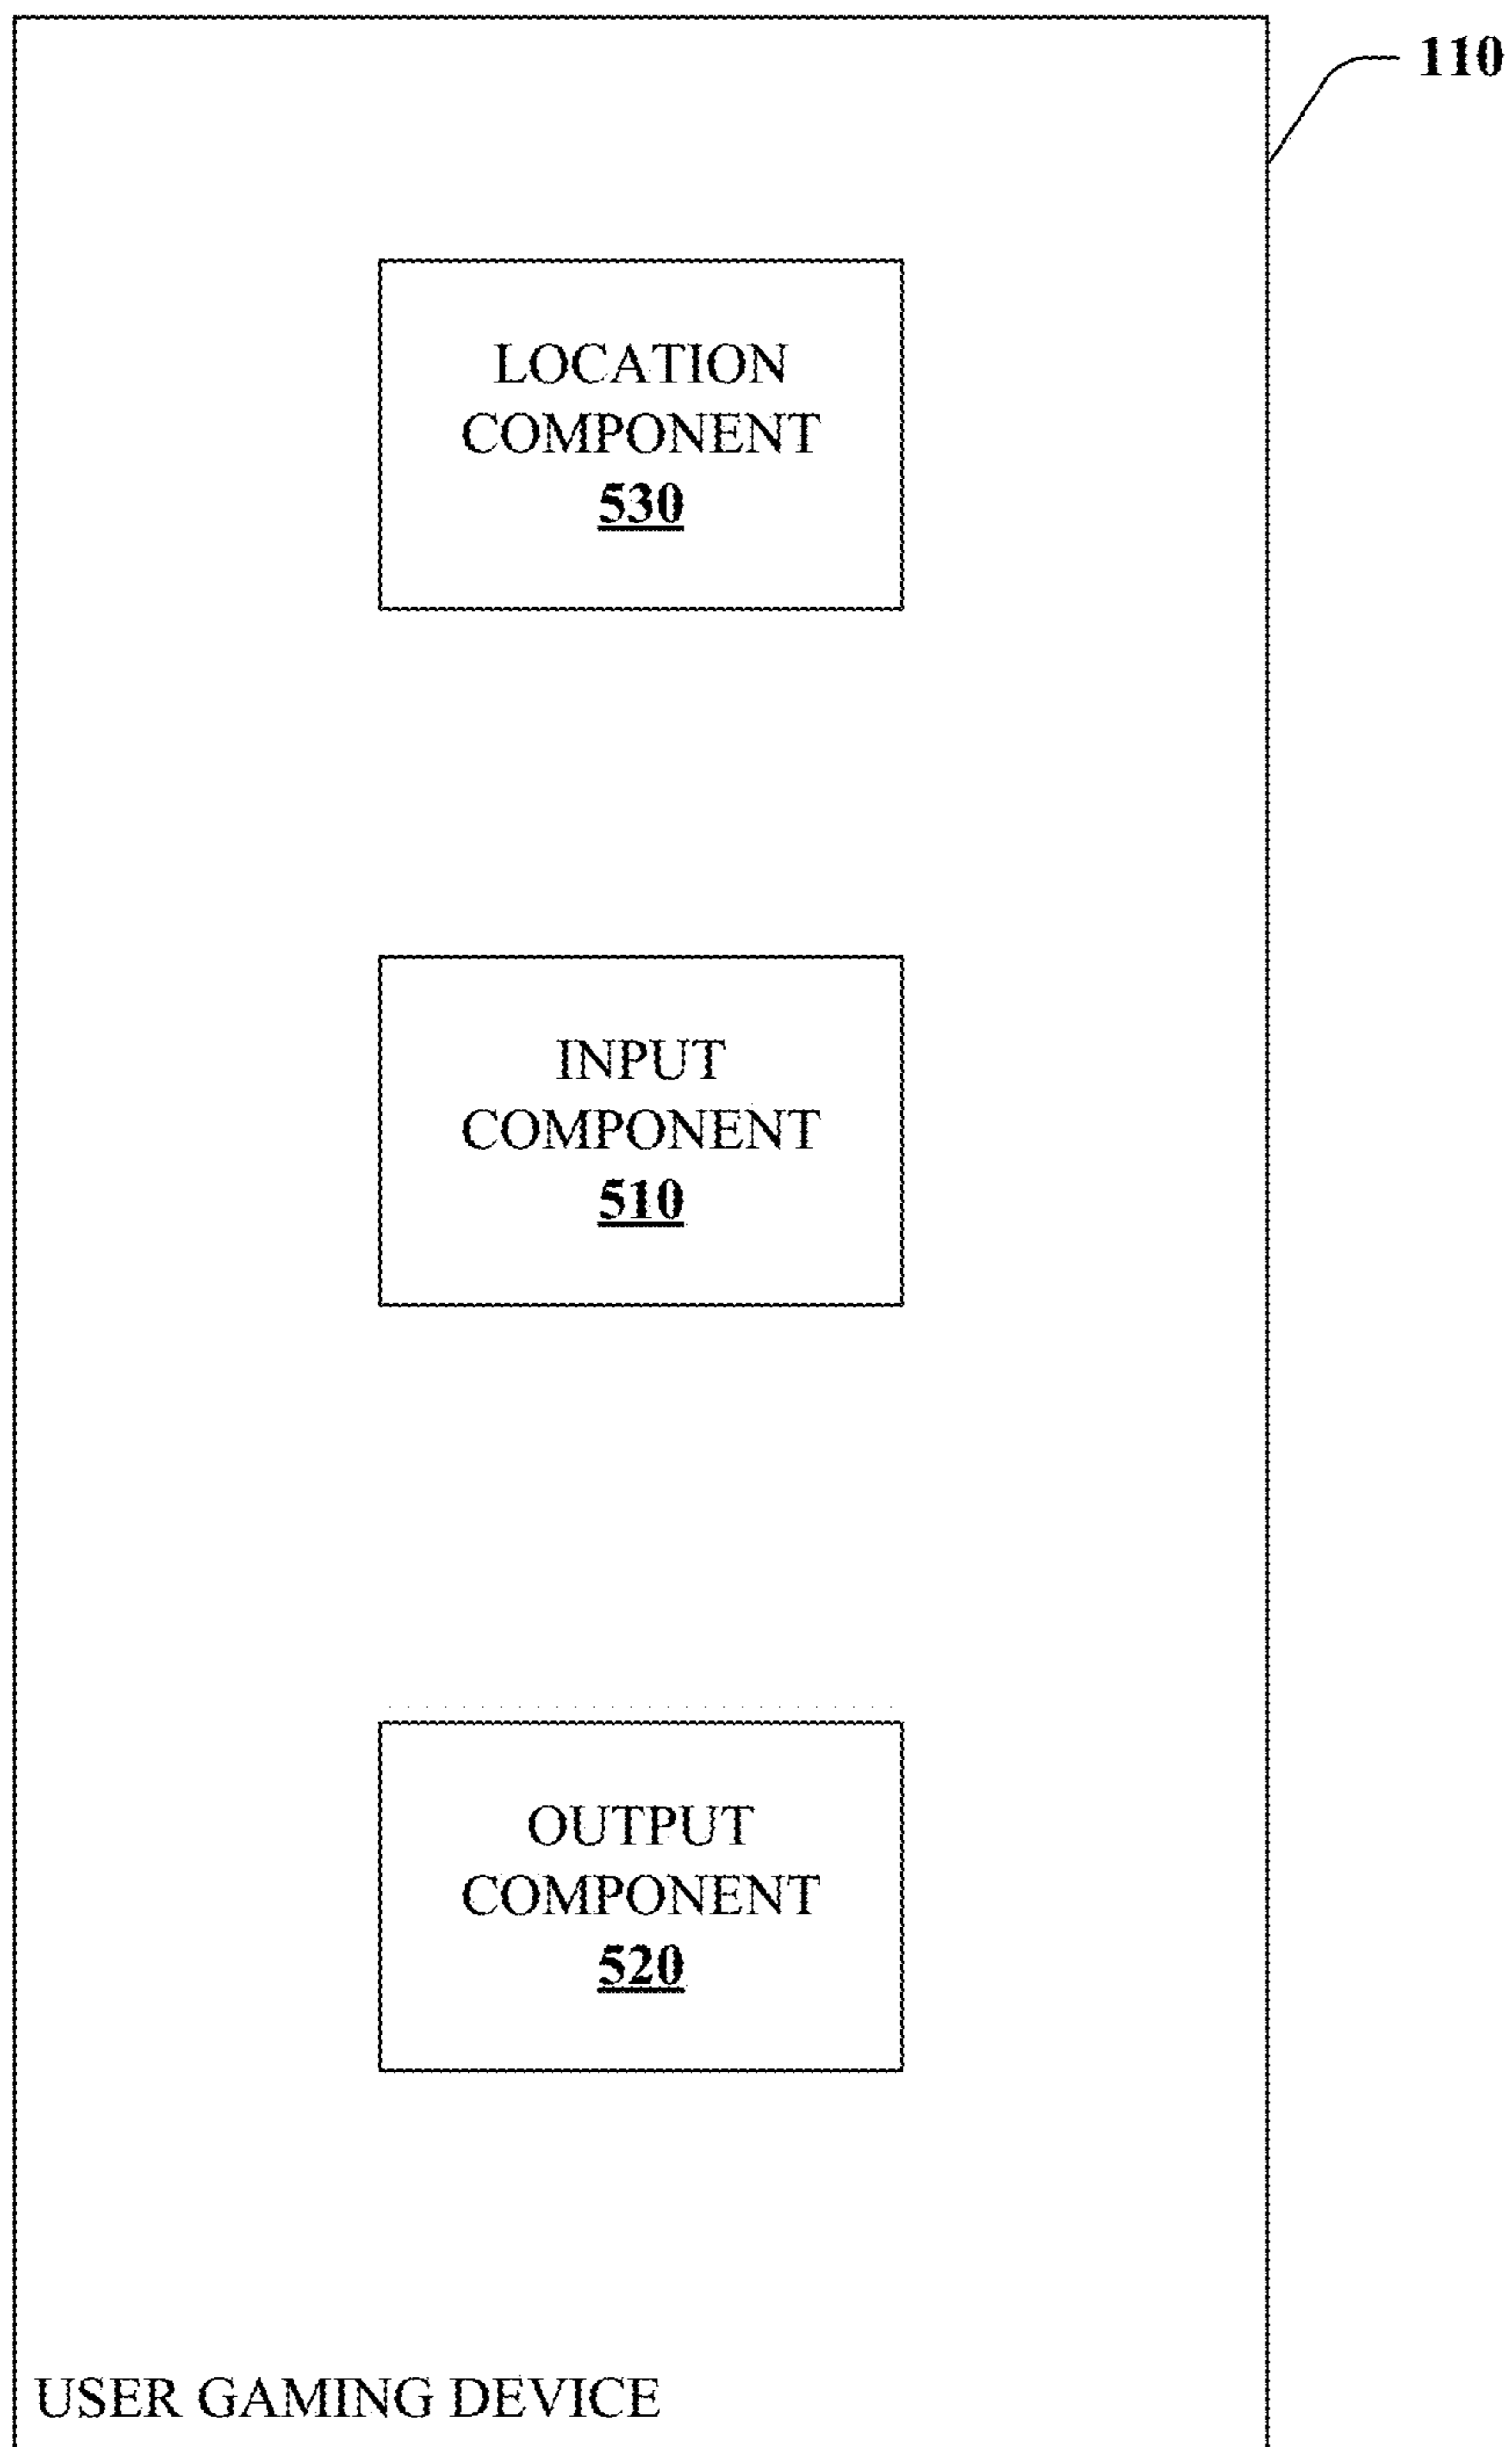 110
LOCATION
COMPONENT
530
INPUT
COMPONENT
510
OUTPUT
COMPONENT
520
USER GAMING DEVICE